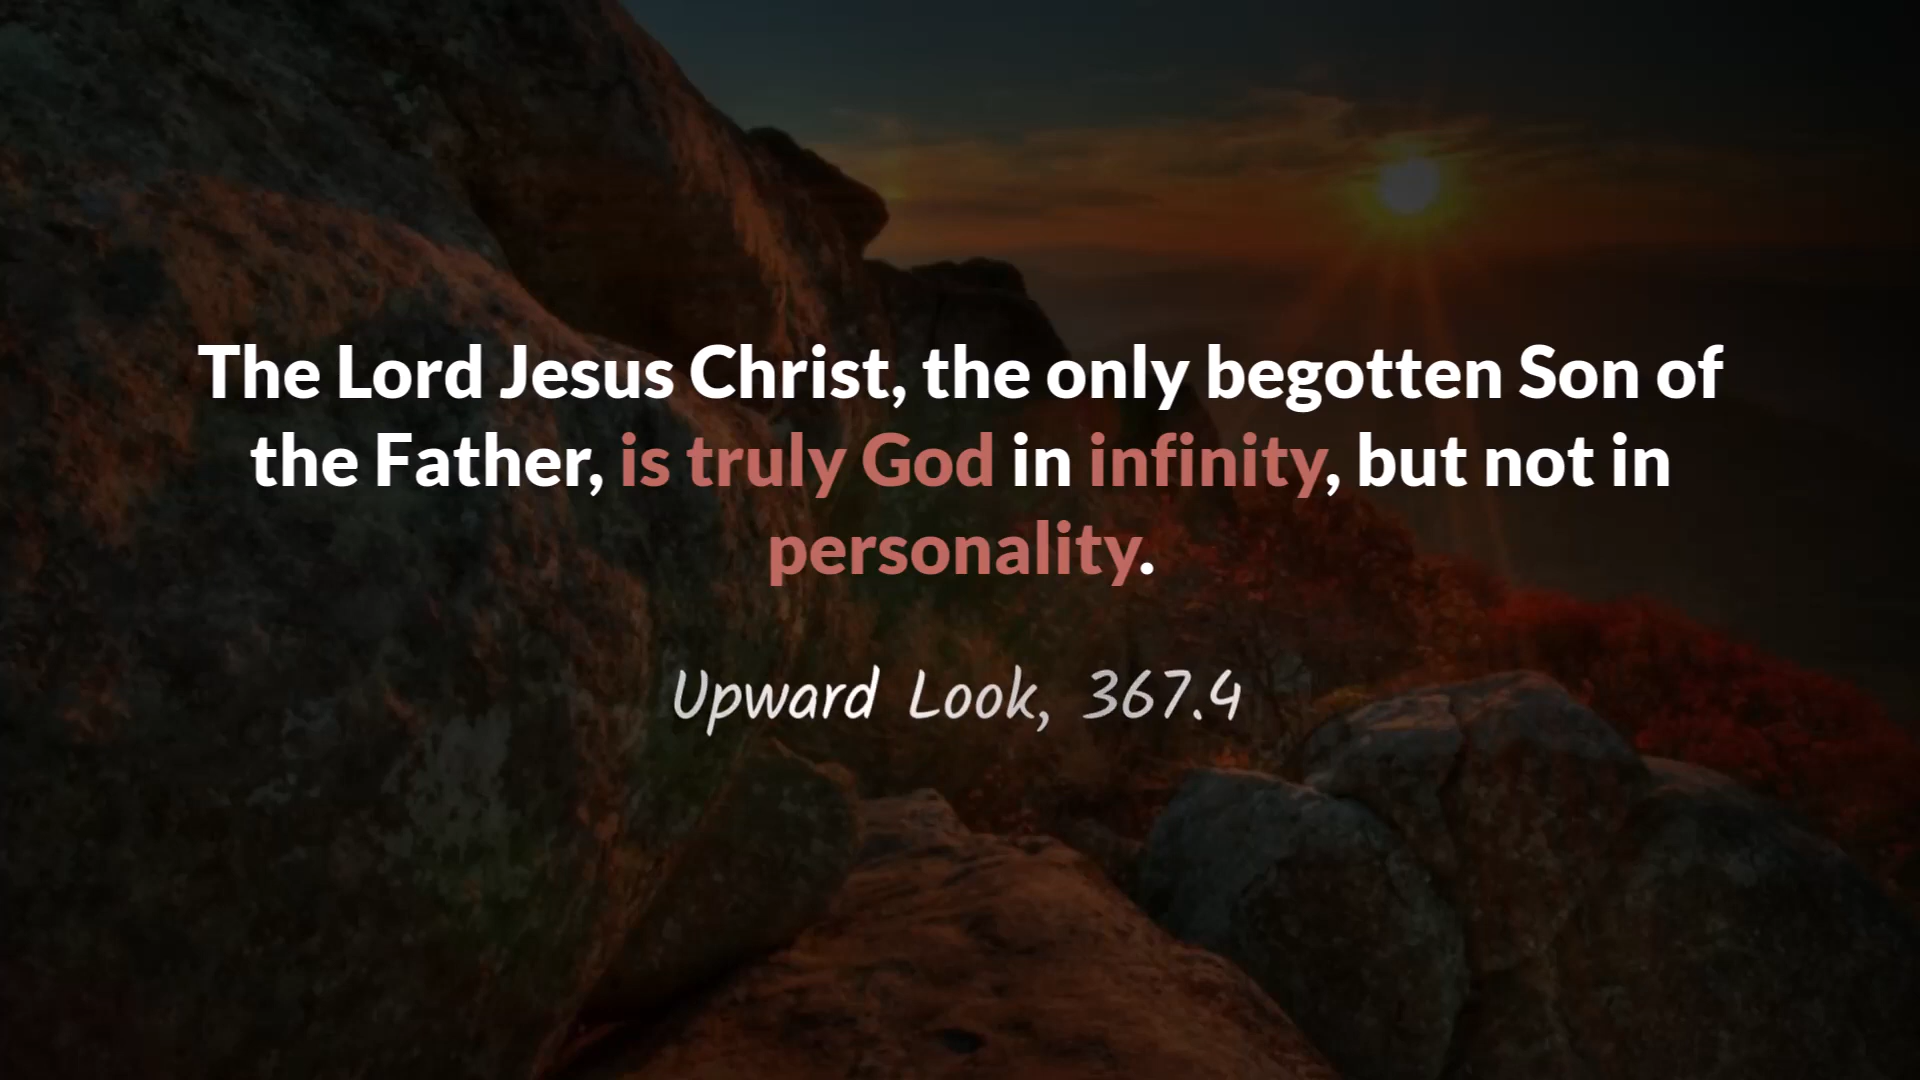 The Lord Jesus Christ, the only begotten Son of
the Father, is truly God in infinity, but not in
personality.
Upward Look, 367.4